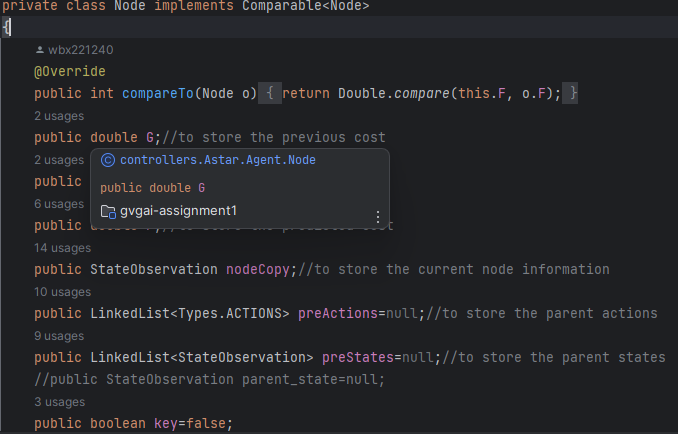 private class Node implements Comparable<Node>
{
wbx221240
@Override
public int compareTo(Node o) { return Double.compare(this.F, o.F); }
2 usages
public double G;//to store the previous cost
2 usages
controllers.Astar.Agent.Node
public
public double G
6 usages
gvgai-assignment1
public
14 usages
public StateObservation nodeCopy;//to store the current node information
10 usages
public LinkedList<Types.ACTIONS> preActions=null;//to store the parent actions
9 usages
public LinkedList<StateObservation> preStates=null;//to store the parent states
//public StateObservation parent_state=null;
3 usages
public boolean key=false;